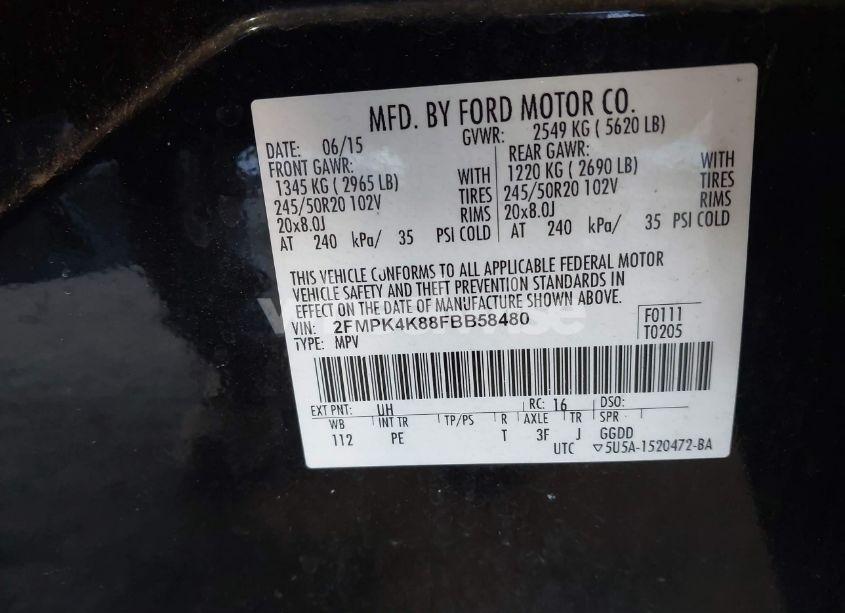 MFD. BY FORD MOTOR CO.
DATE: 06/15 GVWR: 2549 KG ( 5620 LB)
FRONT GAWR: REAR GAWR:
1345 KG ( 2965 LB) WITH 1220 KG ( 2690 LB) WITH
245/50R20 102V TIRES 245/50R20 102V TIRES
20x8.0J RIMS 20x8.0J RIMS
AT 240 kPa/ 35 PSI COLD AT 240 kPa/ 35 PSI COLD
THIS VEHICLE CONFORMS TO ALL APPLICABLE FEDERAL MOTOR
VEHICLE SAFETY AND THEFT PREVENTION STANDARDS IN
EFFECT ON THE DATE OF MANUFACTURE SHOWN ABOVE.
VIN: 2FMPK4K88FBB58480 F0111
TYPE: MPV T0205
EXT PNT: UH RC: 16 DSO:
WB INT TR TP/PS R AXLE TR SPR
112 PE T 3F J GGDD
UTC ▽5U5A-1520472-BA